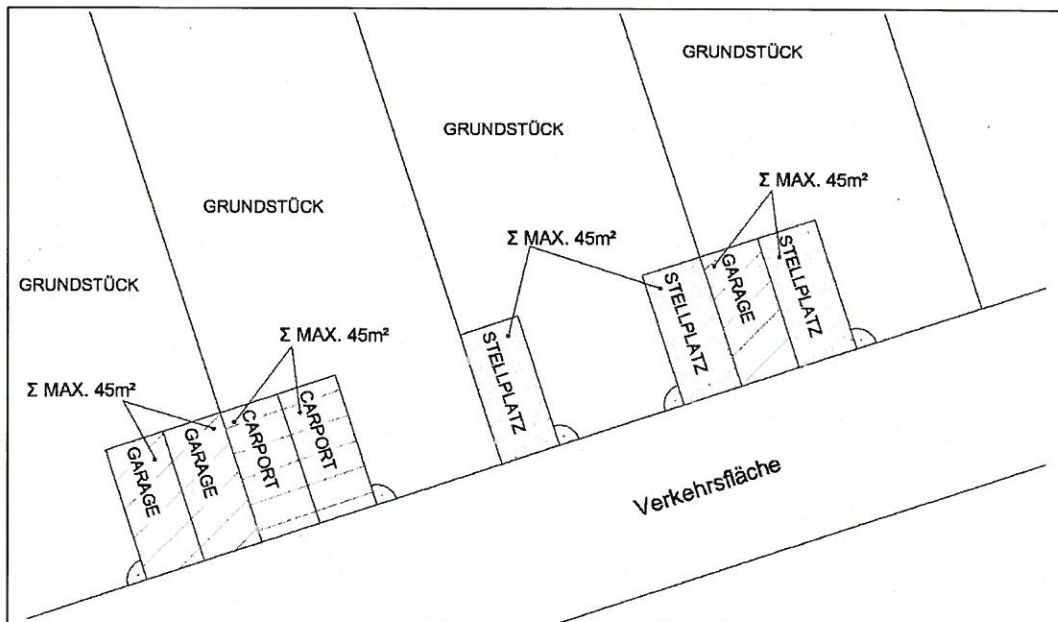 GRUNDSTÜCK
GRUNDSTÜCK
GRUNDSTÜCK
GRUNDSTÜCK
Σ MAX. 45m²
Σ MAX. 45m²
Σ MAX. 45m²
Σ MAX. 45m²
GARAGE
GARAGE
CARPORT
CARPORT
STELLPLATZ
STELLPLATZ
GARAGE
STELLPLATZ
Verkehrsfläche